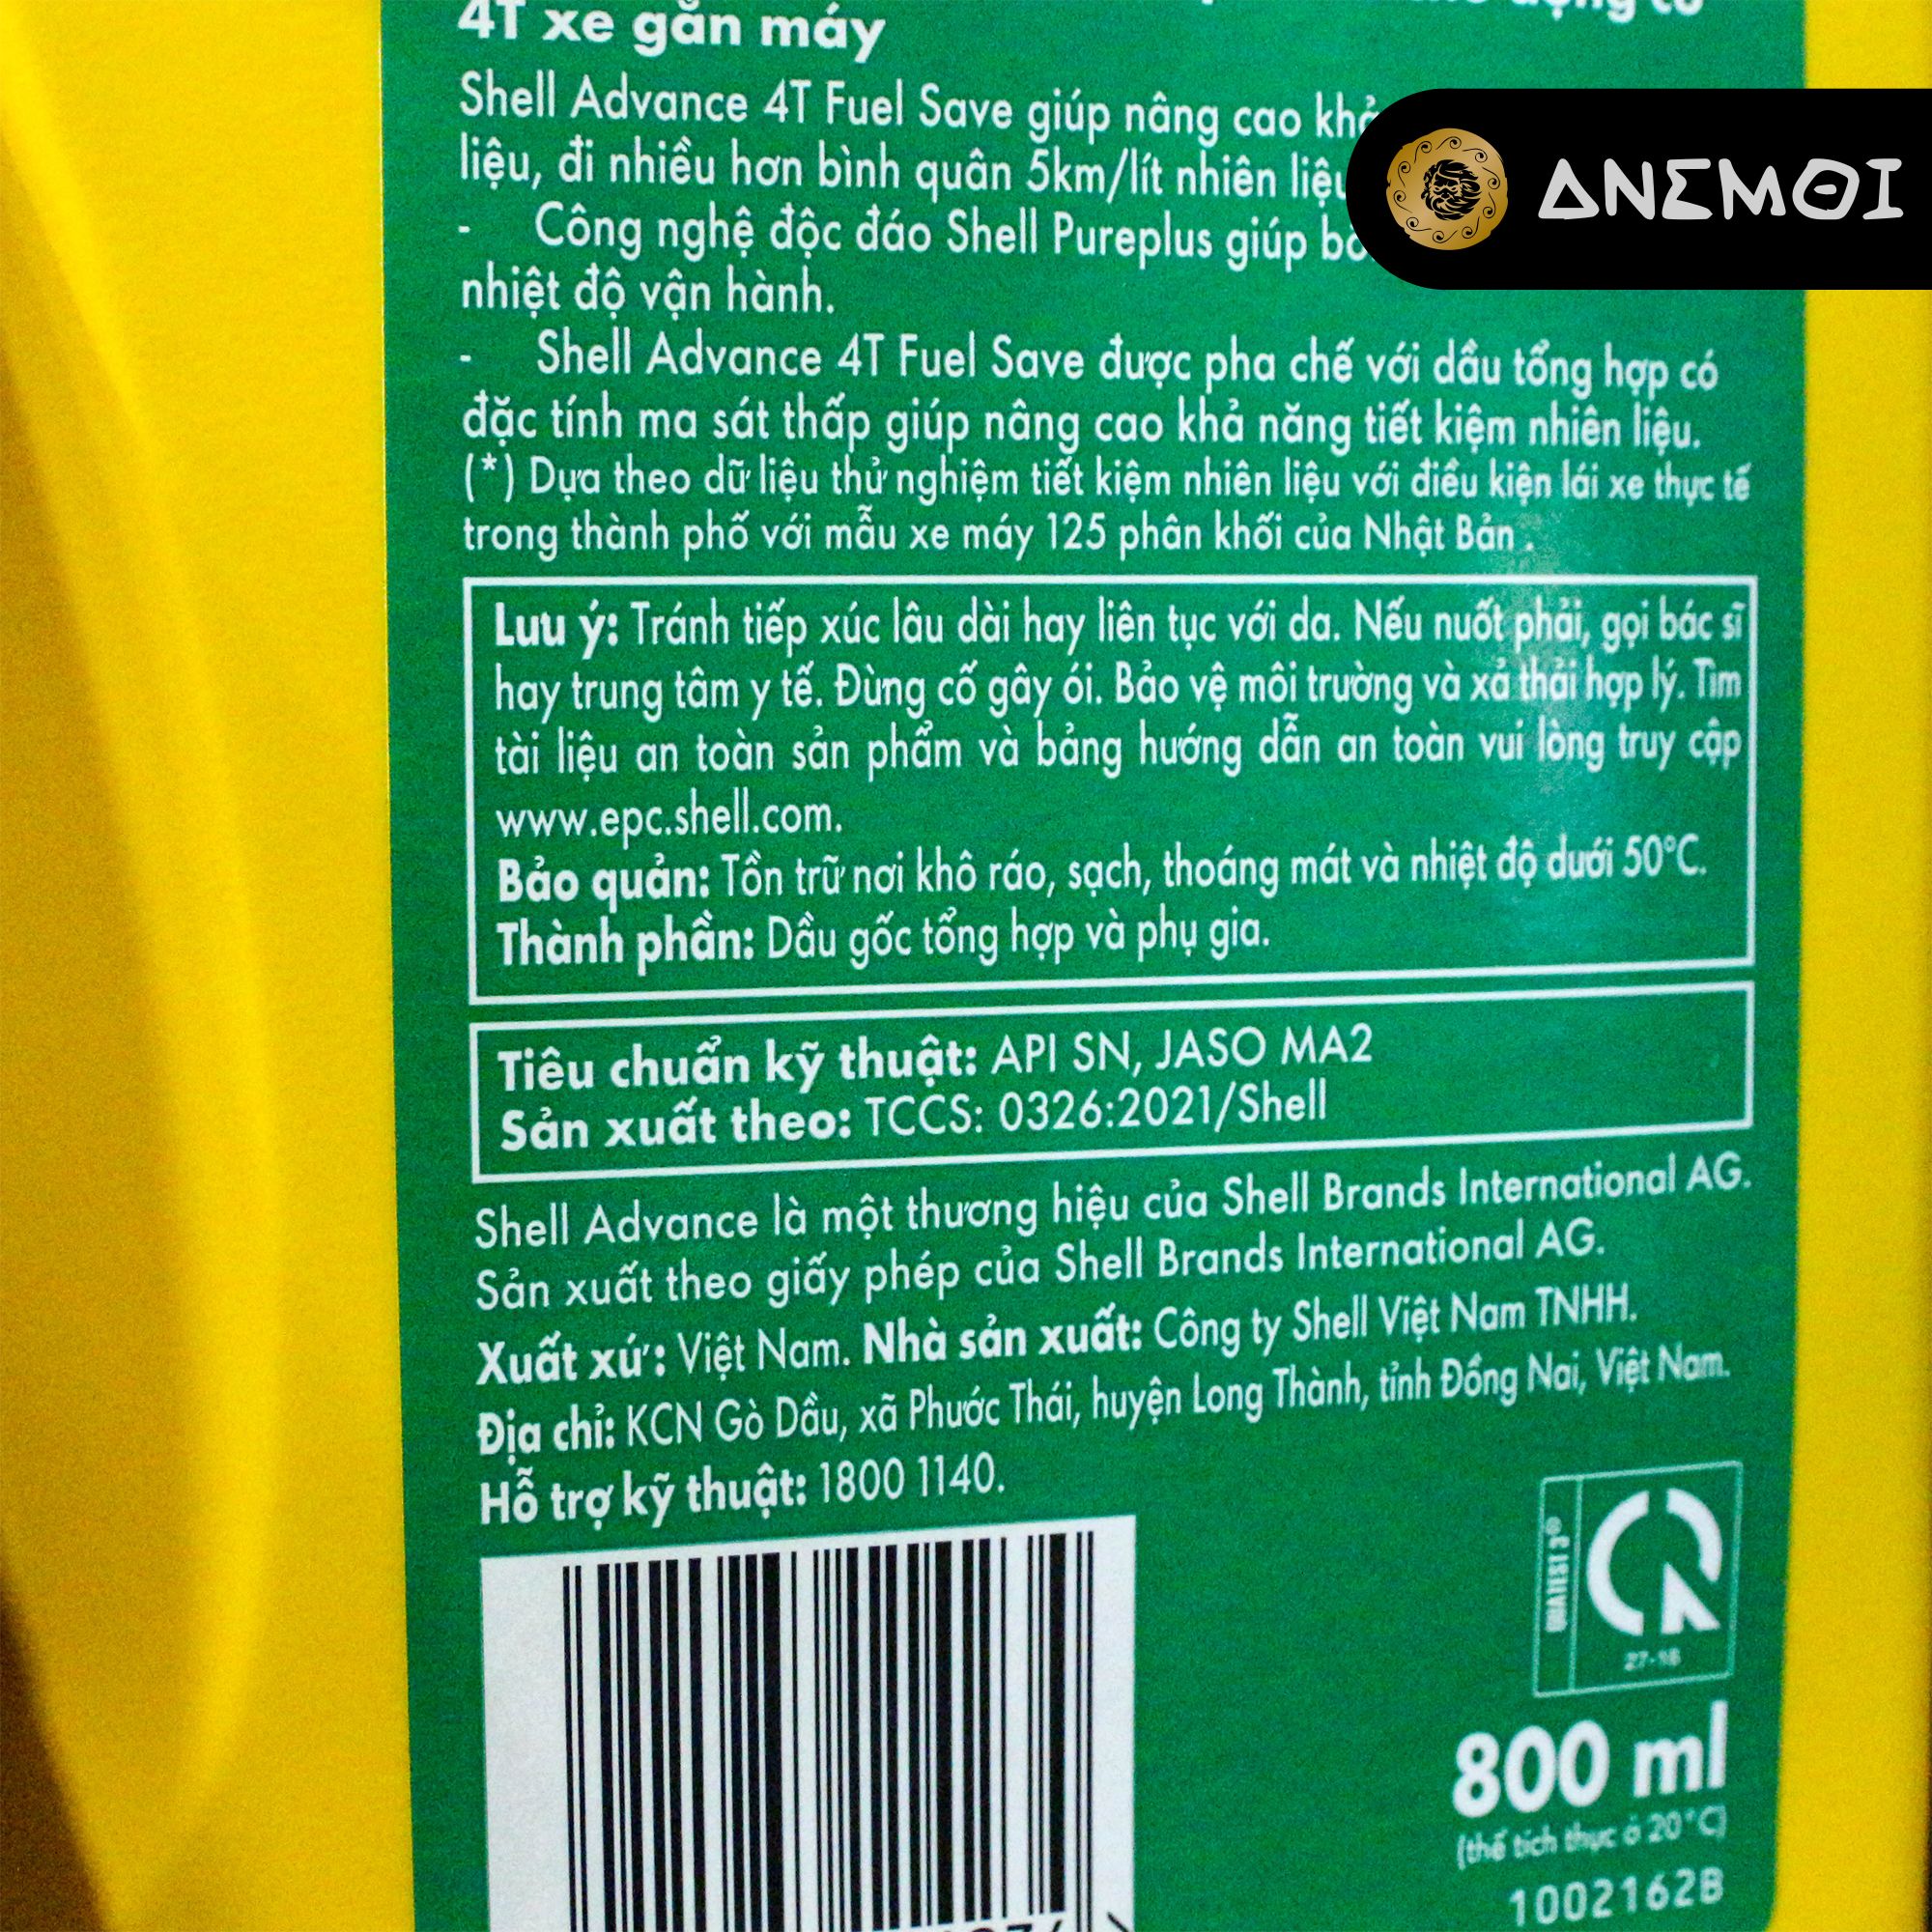 4T xe gắn máy
Shell Advance 4T Fuel Save giúp nâng cao khả
liệu, đi nhiều hơn bình quân 5km/lít nhiên liệu
- Công nghệ độc đáo Shell Pureplus giúp
nhiệt độ vận hành.
- Shell Advance 4T Fuel Save được pha chế với dầu tổng hợp có
đặc tính ma sát thấp giúp nâng cao khả năng tiết kiệm nhiên liệu.
(*) Dựa theo dữ liệu thử nghiệm tiết kiệm nhiên liệu với điều kiện lái xe thực tế
trong thành phố với mẫu xe máy 125 phân khối của Nhật Bản.
Lưu ý: Tránh tiếp xúc lâu dài hay liên tục với da. Nếu nuốt phải, gọi bác sĩ
hay trung tâm y tế. Đừng cố gây ói. Bảo vệ môi trường và xả thải hợp lý. Tìm
tài liệu an toàn sản phẩm và bảng hướng dẫn an toàn vui lòng truy cập
www.epc.shell.com.
Bảo quản: Tồn trữ nơi khô ráo, sạch, thoáng mát và nhiệt độ dưới 50°C.
Thành phần: Dầu gốc tổng hợp và phụ gia.
Tiêu chuẩn kỹ thuật: API SN, JASO MA2
Sản xuất theo: TCCS: 0326:2021/Shell
Shell Advance là một thương hiệu của Shell Brands International AG.
Sản xuất theo giấy phép của Shell Brands International AG.
Xuất xứ: Việt Nam. Nhà sản xuất: Công ty Shell Việt Nam TNHH.
Địa chỉ: KCN Gò Dầu, xã Phước Thái, huyện Long Thành, tỉnh Đồng Nai, Việt Nam.
Hỗ trợ kỹ thuật: 1800 1140.
QUATEST 3®
27-18
800 ml
(thể tích thực ở 20°C)
1002162B
ΔNΣMΘI